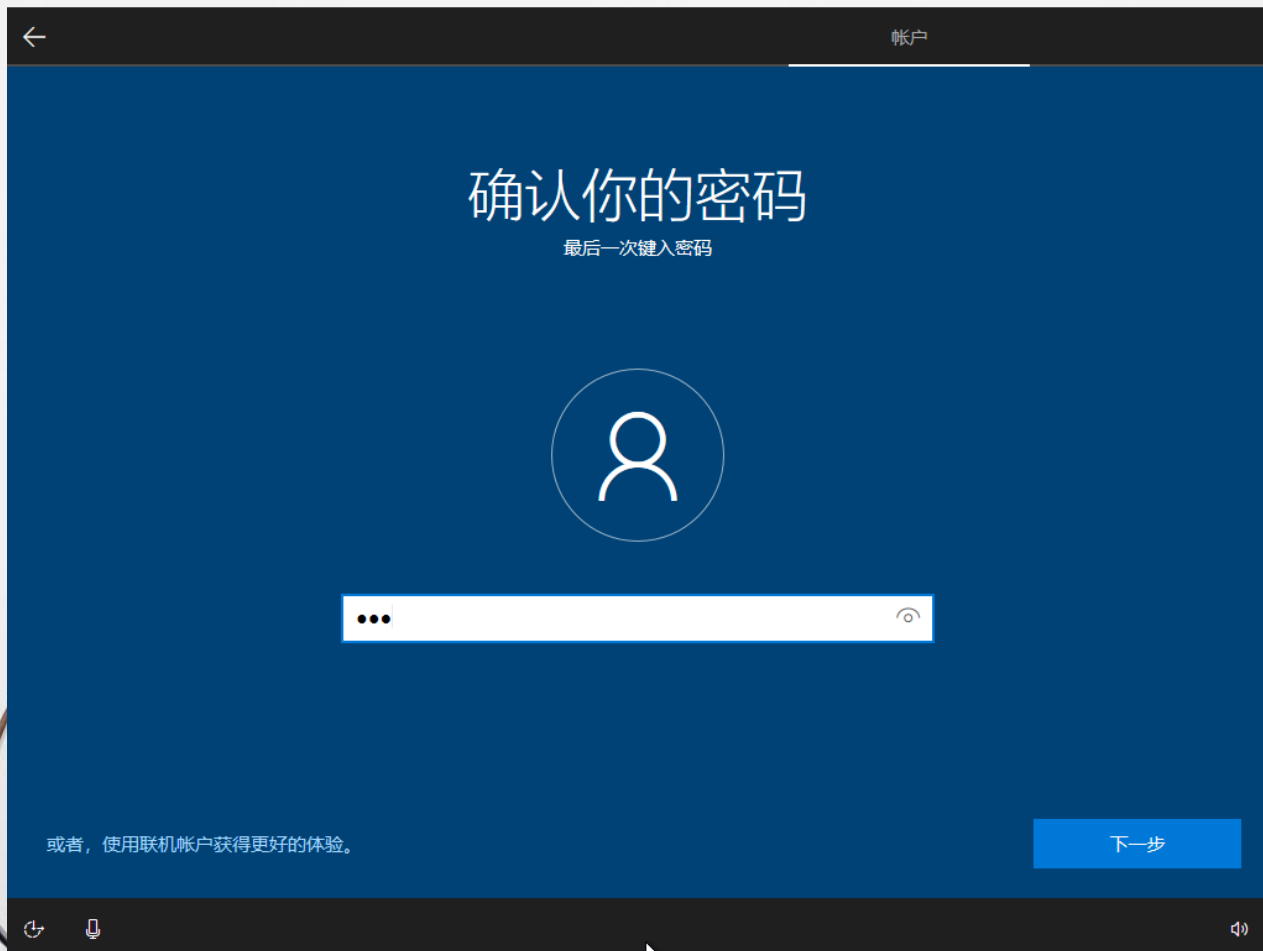 帐户
确认你的密码
最后一次键入密码
或者，使用联机帐户获得更好的体验。
下一步